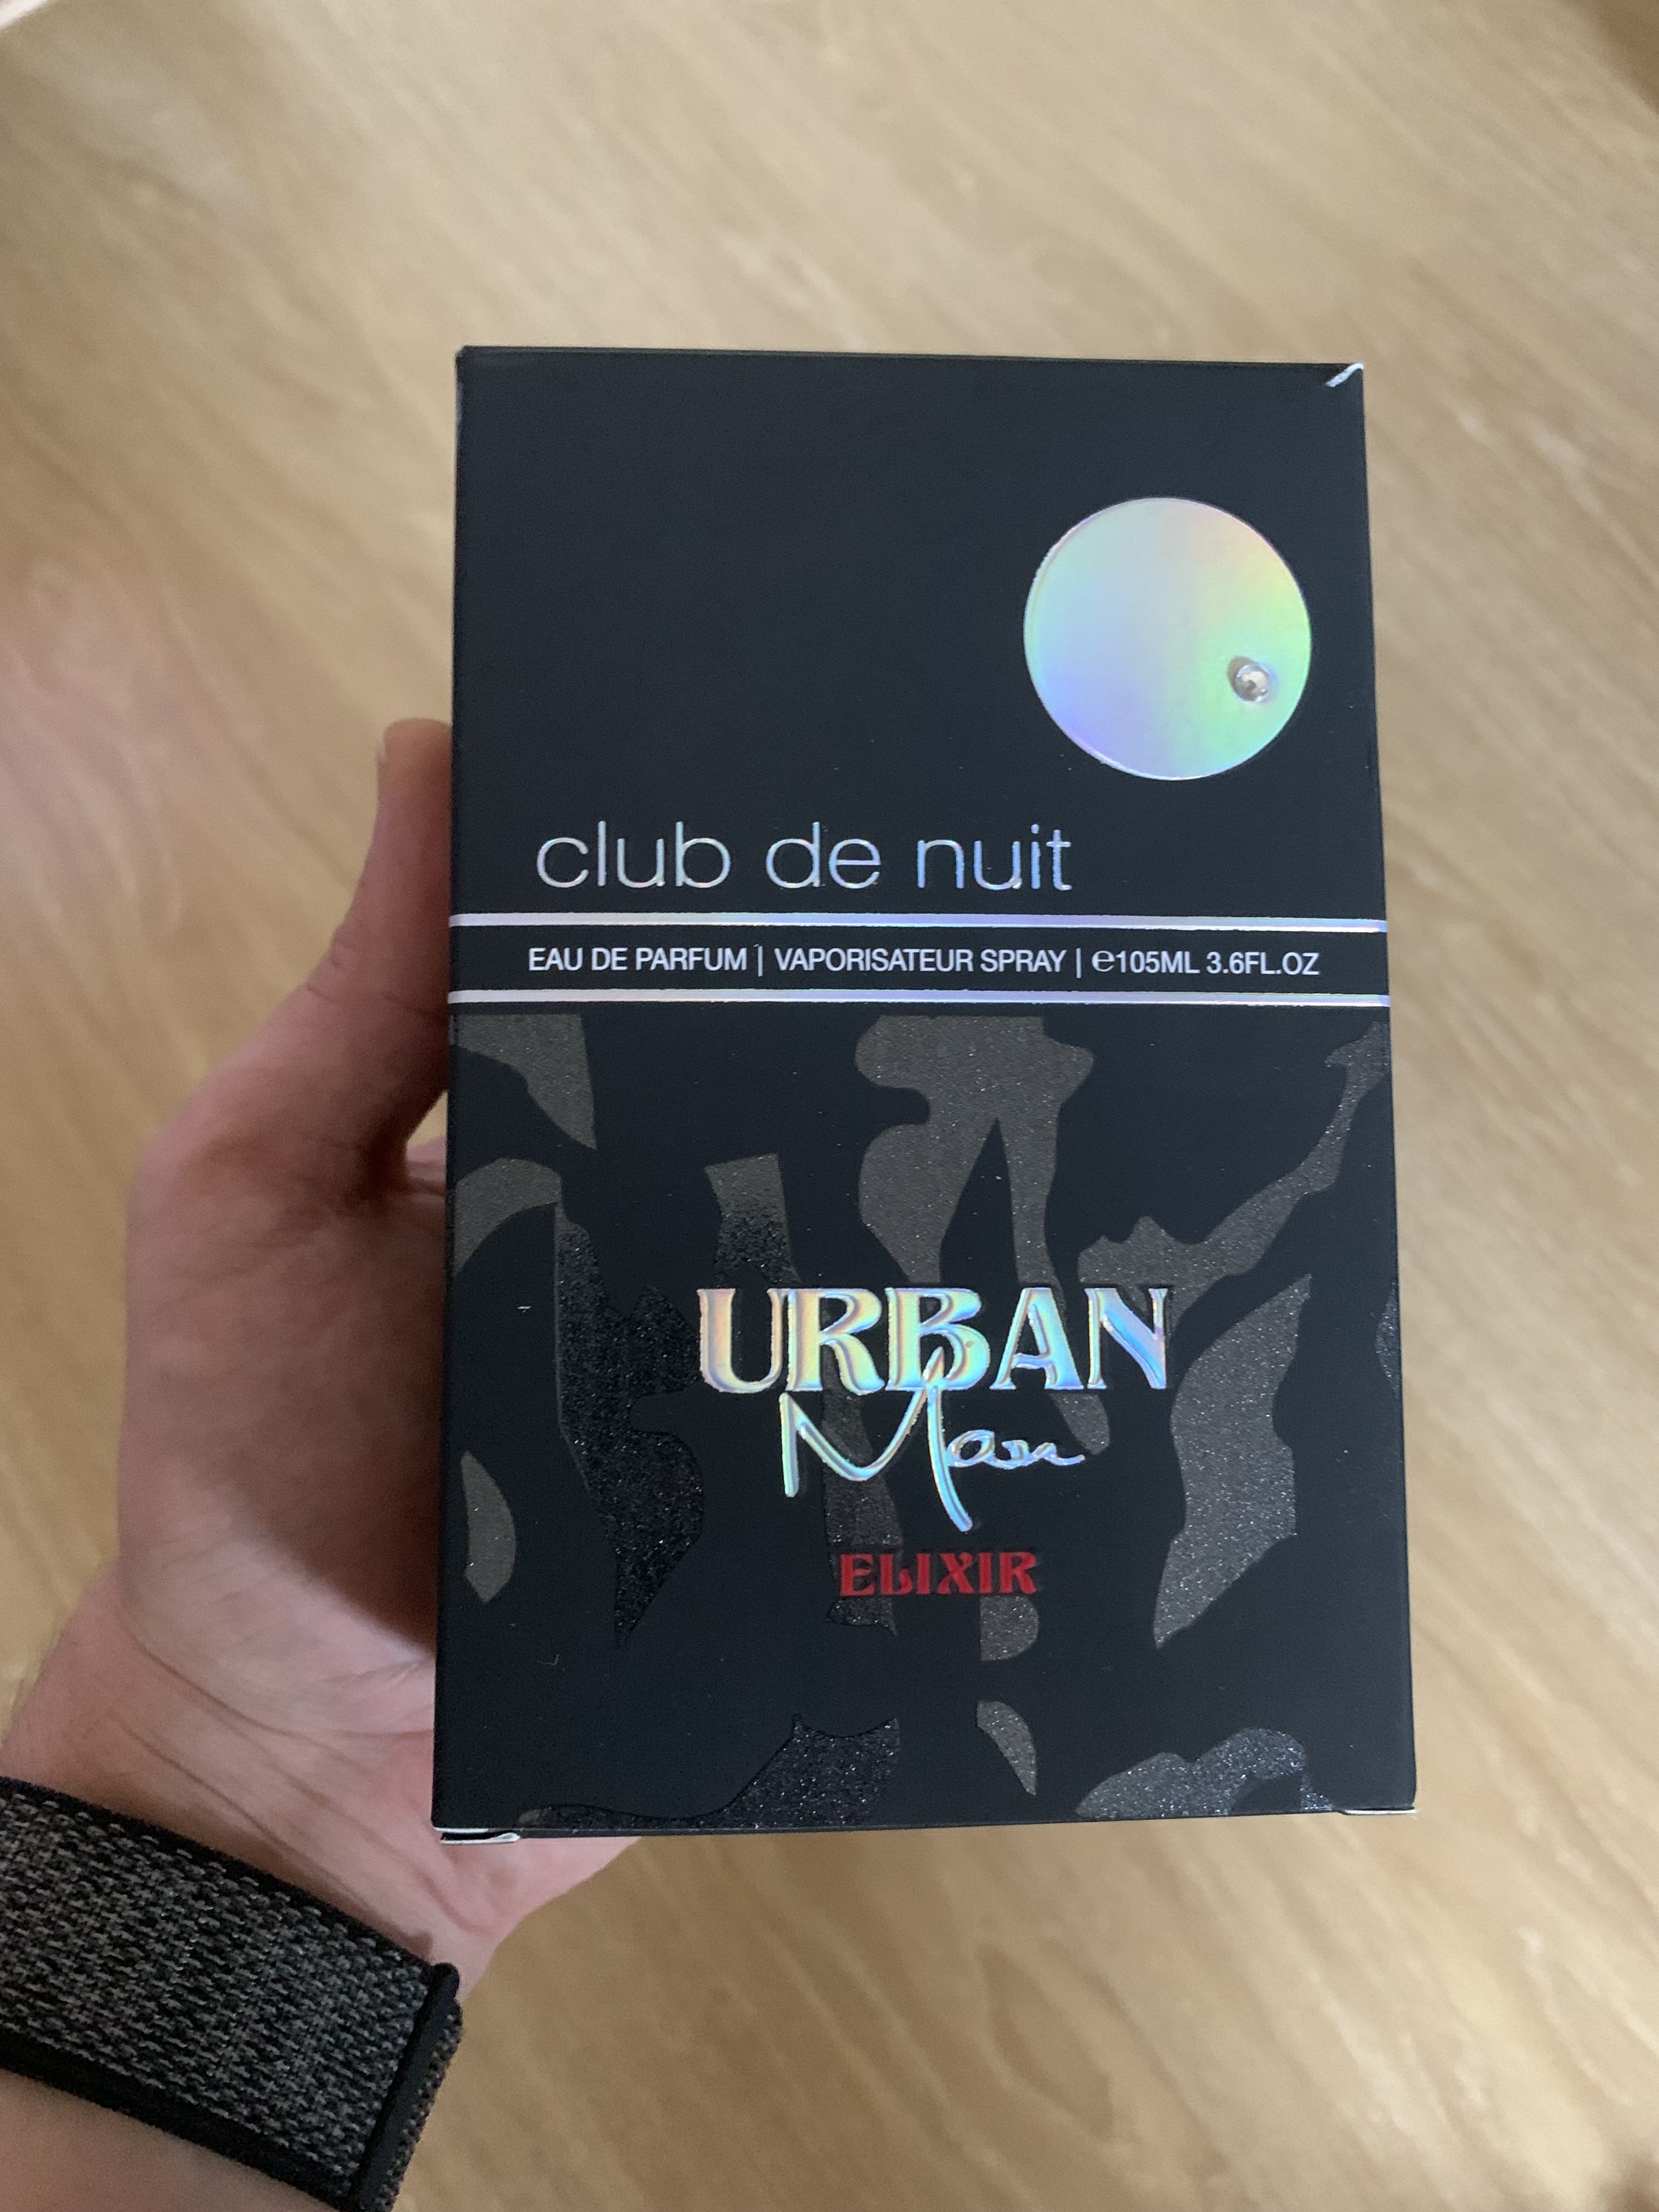 club de nuit
EAU DE PARFUM | VAPORISATEUR SPRAY | ℮105ML 3.6FL.OZ
URBAN
Man
ELIXIR